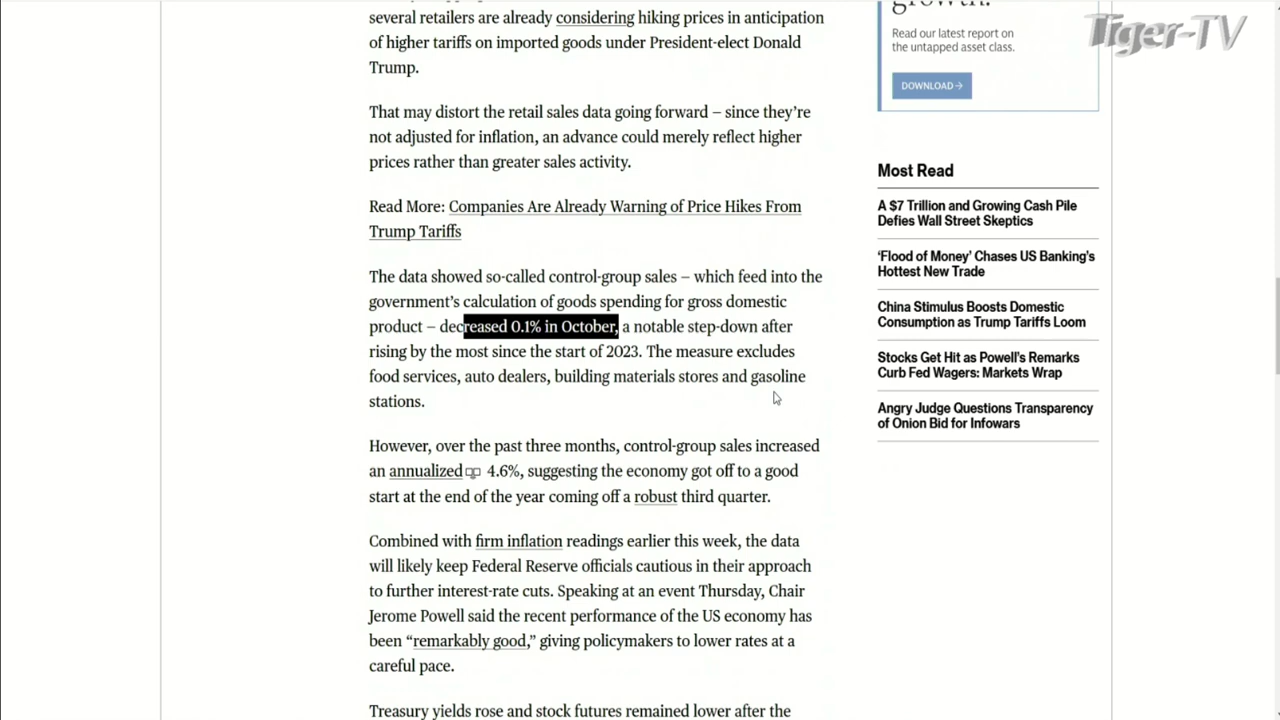 several retailers are already considering hiking prices in anticipation
of higher tariffs on imported goods under President-elect Donald
Trump.
That may distort the retail sales data going forward – since they’re
not adjusted for inflation, an advance could merely reflect higher
prices rather than greater sales activity.
Read More: Companies Are Already Warning of Price Hikes From
Trump Tariffs
The data showed so-called control-group sales – which feed into the
government’s calculation of goods spending for gross domestic
product – decreased 0.1% in October, a notable step-down after
rising by the most since the start of 2023. The measure excludes
food services, auto dealers, building materials stores and gasoline
stations.
However, over the past three months, control-group sales increased
an annualized 4.6%, suggesting the economy got off to a good
start at the end of the year coming off a robust third quarter.
Combined with firm inflation readings earlier this week, the data
will likely keep Federal Reserve officials cautious in their approach
to further interest-rate cuts. Speaking at an event Thursday, Chair
Jerome Powell said the recent performance of the US economy has
been “remarkably good,” giving policymakers to lower rates at a
careful pace.
Treasury yields rose and stock futures remained lower after the
growth.
Read our latest report on
the untapped asset class.
DOWNLOAD→
Tiger-TV
Most Read
A $7 Trillion and Growing Cash Pile
Defies Wall Street Skeptics
‘Flood of Money’ Chases US Banking’s
Hottest New Trade
China Stimulus Boosts Domestic
Consumption as Trump Tariffs Loom
Stocks Get Hit as Powell’s Remarks
Curb Fed Wagers: Markets Wrap
Angry Judge Questions Transparency
of Onion Bid for Infowars